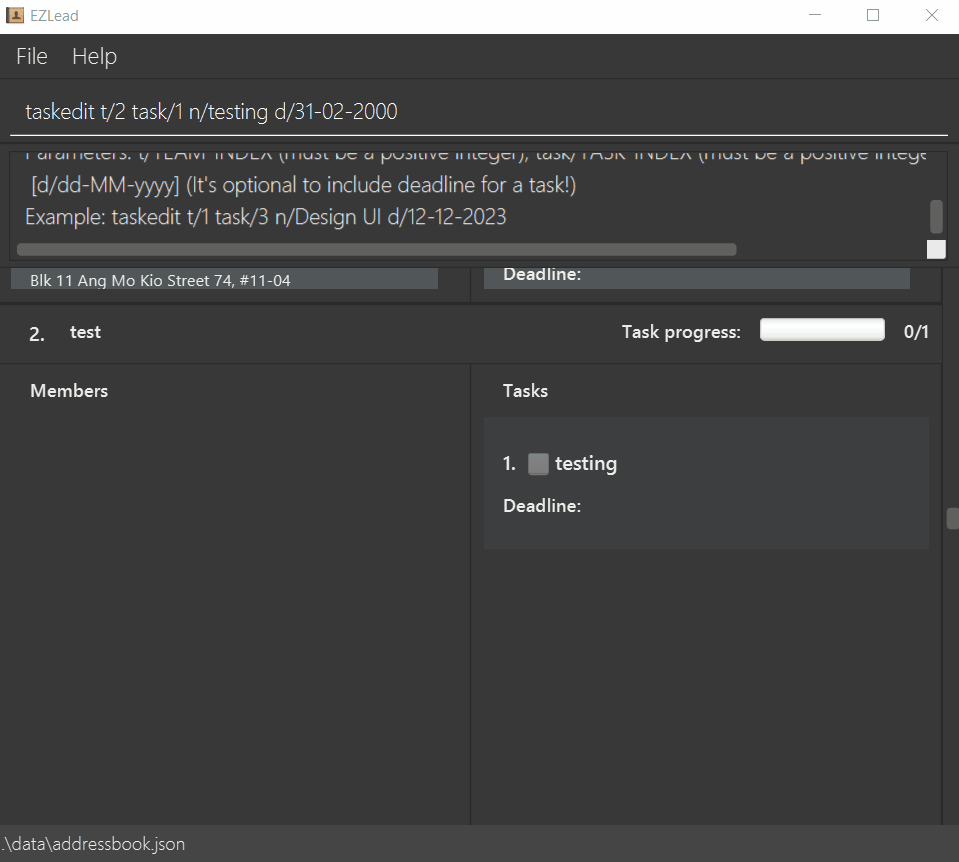 EZLead
File Help
taskedit t/2 task/1 n/testing d/31-02-2000
Parameters: t/TEAM-INDEX (must be a positive integer), task/TASK-INDEX (must be a positive intege
[d/dd-MM-yyyy] (It's optional to include deadline for a task!)
Example: taskedit t/1 task/3 n/Design UI d/12-12-2023
Blk 11 Ang Mo Kio Street 74, #11-04
Deadline:
2. test
Task progress: 0/1
Members
Tasks
1. testing
Deadline:
.\data\addressbook.json